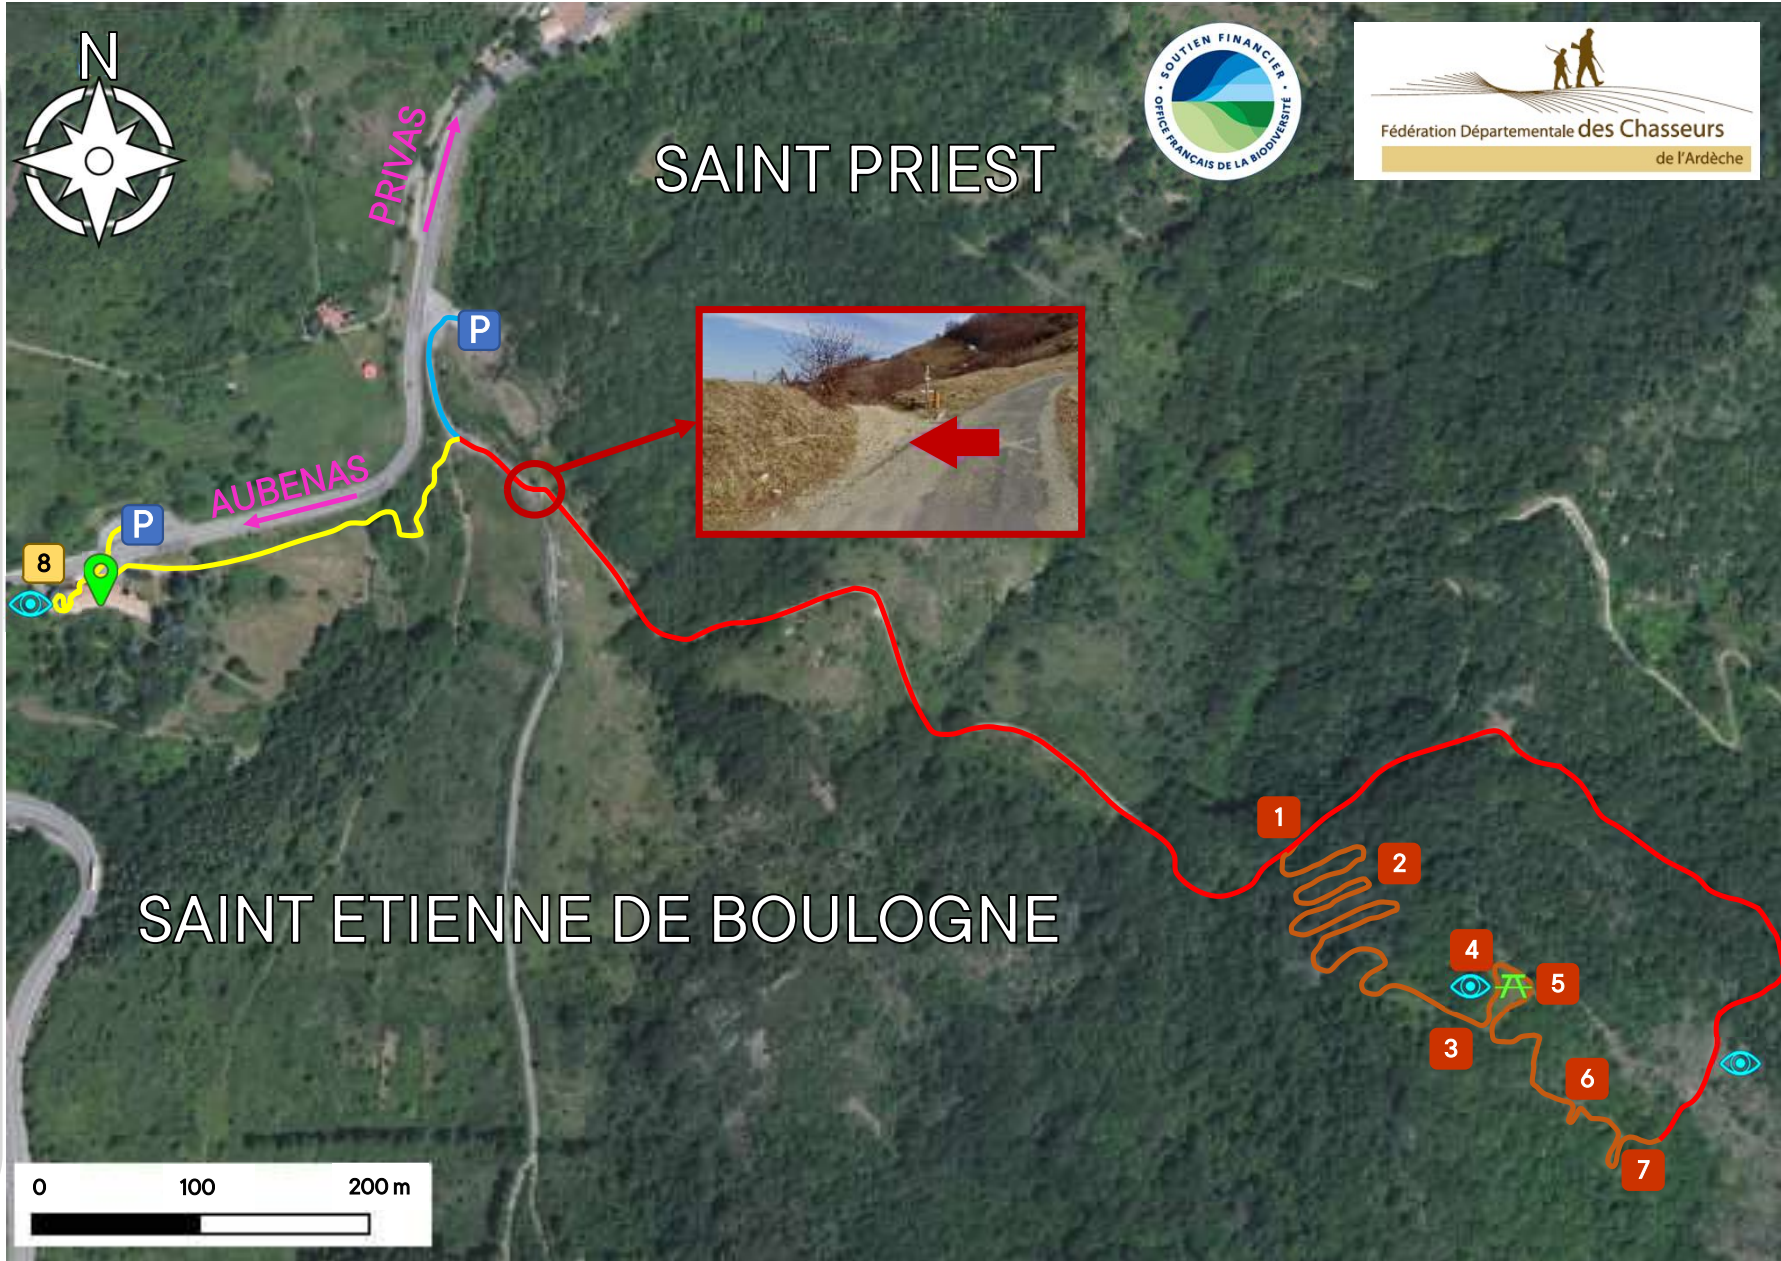 N
SOUTIEN FINANCIER
OFFICE FRANÇAIS DE LA BIODIVERSITÉ
Fédération Départementale des Chasseurs
de l'Ardèche
PRIVAS
SAINT PRIEST
P
AUBENAS
P
8
1
2
SAINT ETIENNE DE BOULOGNE
4
5
3
6
7
0 100 200 m